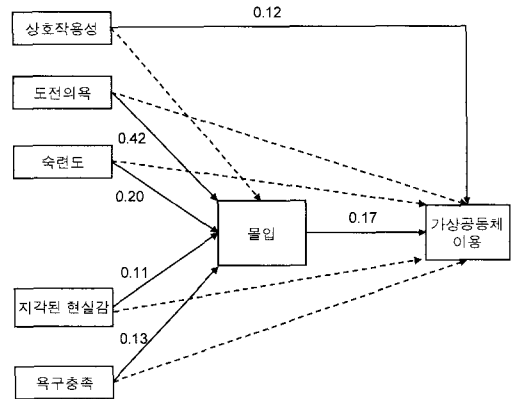 0.12
상호작용성
도전의욕
0.42
숙련도
0.20
몰입
0.17
가상공동체
이용
0.11
지각된 현실감
0.13
욕구충족